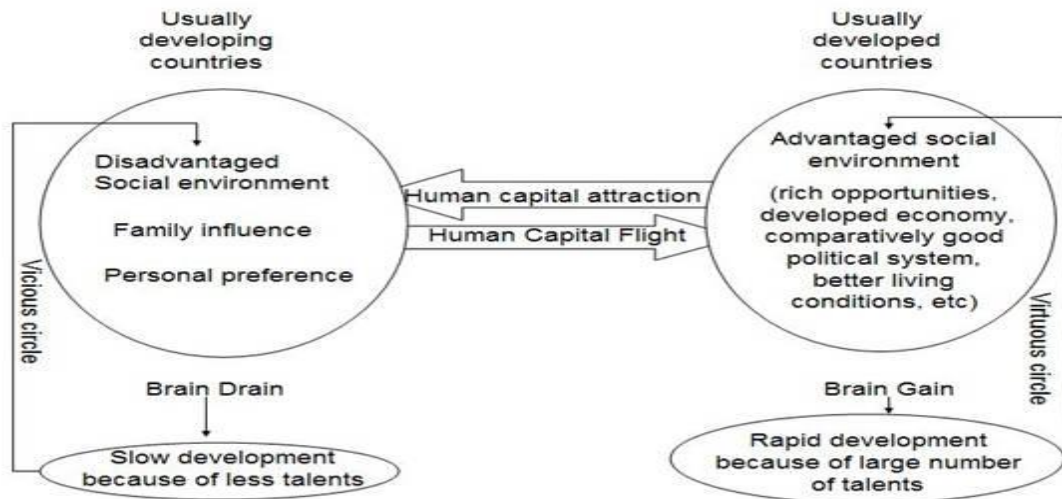 Usually
developing
countries
Usually
developed
countries
Disadvantaged
Social environment
Family influence
Personal preference
Human capital attraction
Human Capital Flight
Advantaged social
environment
(rich opportunities,
developed economy,
comparatively good
political system,
better living
conditions, etc)
Vicious circle
Virtuous circle
Brain Drain
Brain Gain
Slow development
because of less talents
Rapid development
because of large number
of talents